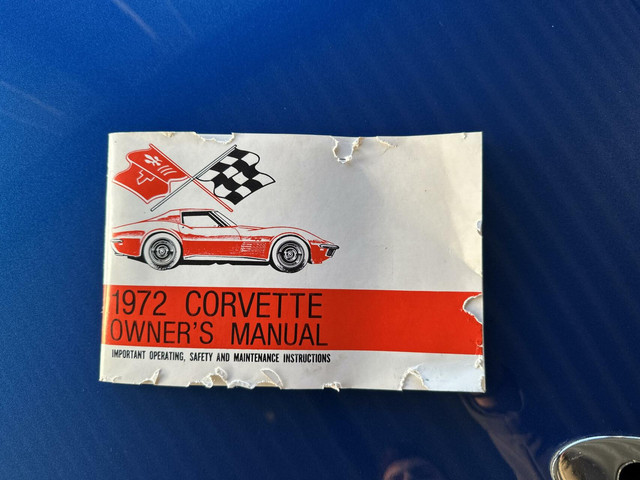 1972 CORVETTE
OWNER'S MANUAL
IMPORTANT OPERATING, SAFETY AND MAINTENANCE INSTRUCTIONS